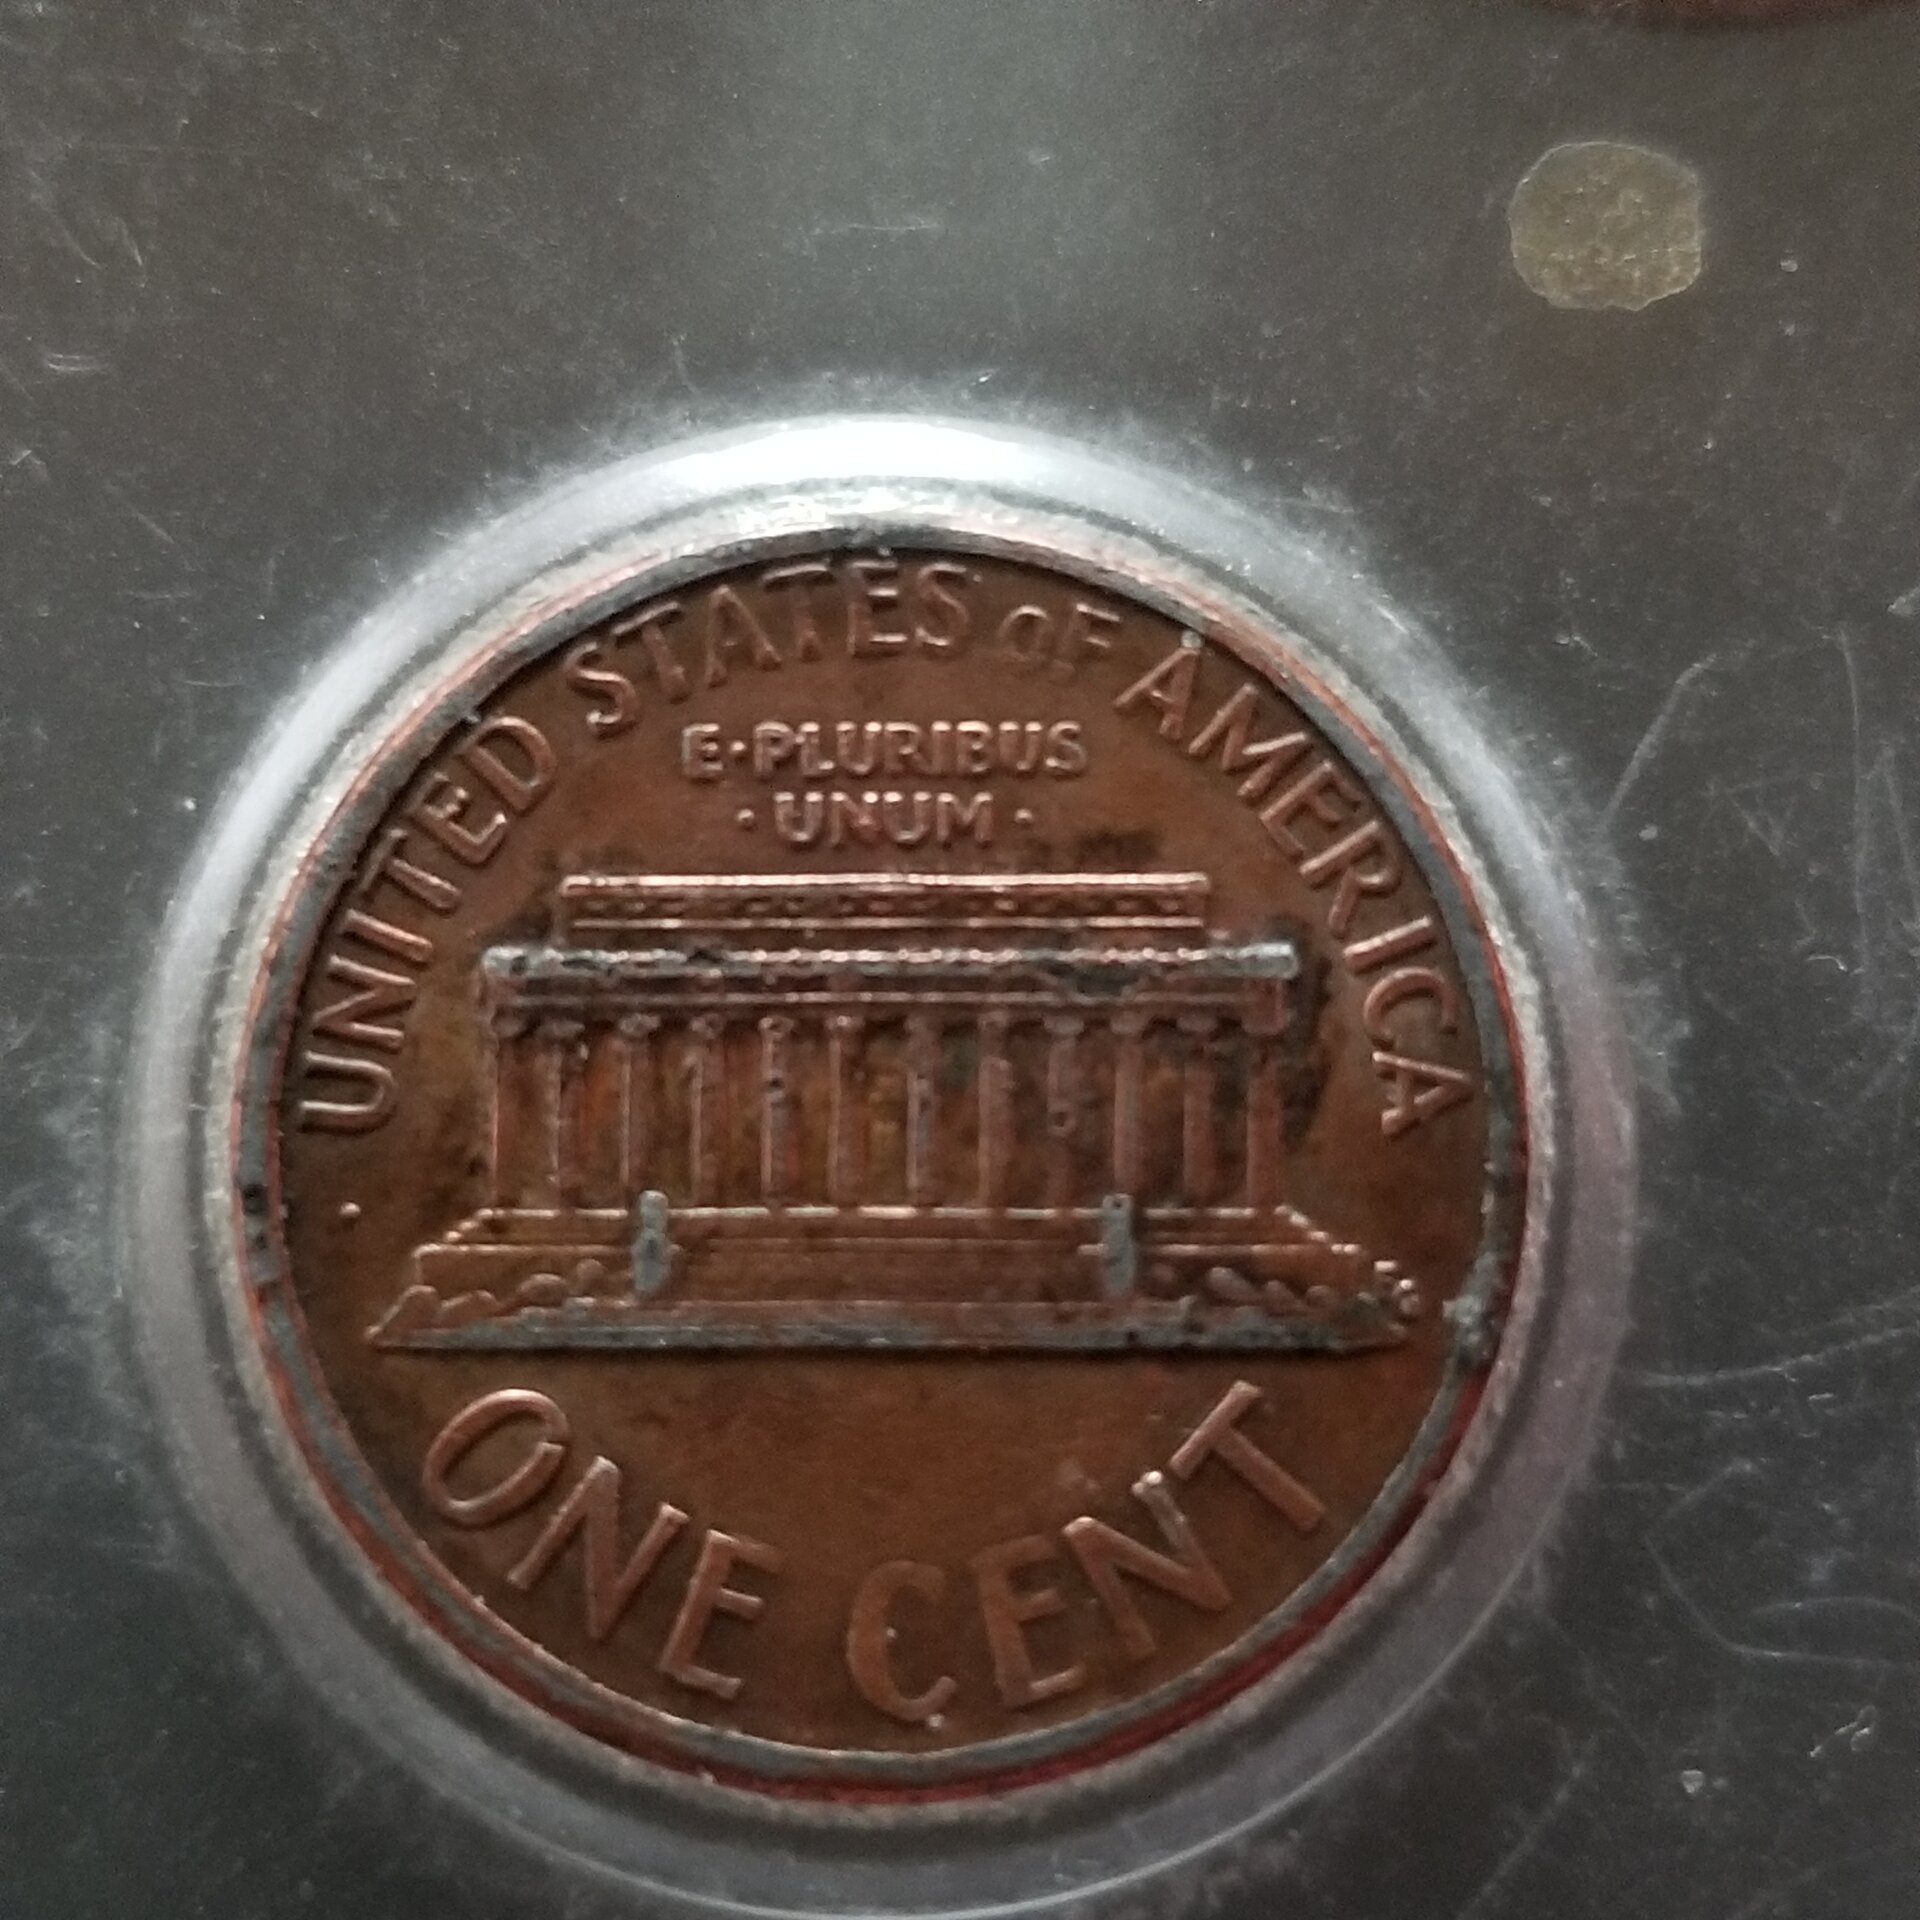 UNITED STATES OF AMERICA
E·PLURIBUS
·UNUM·
ONE CENT